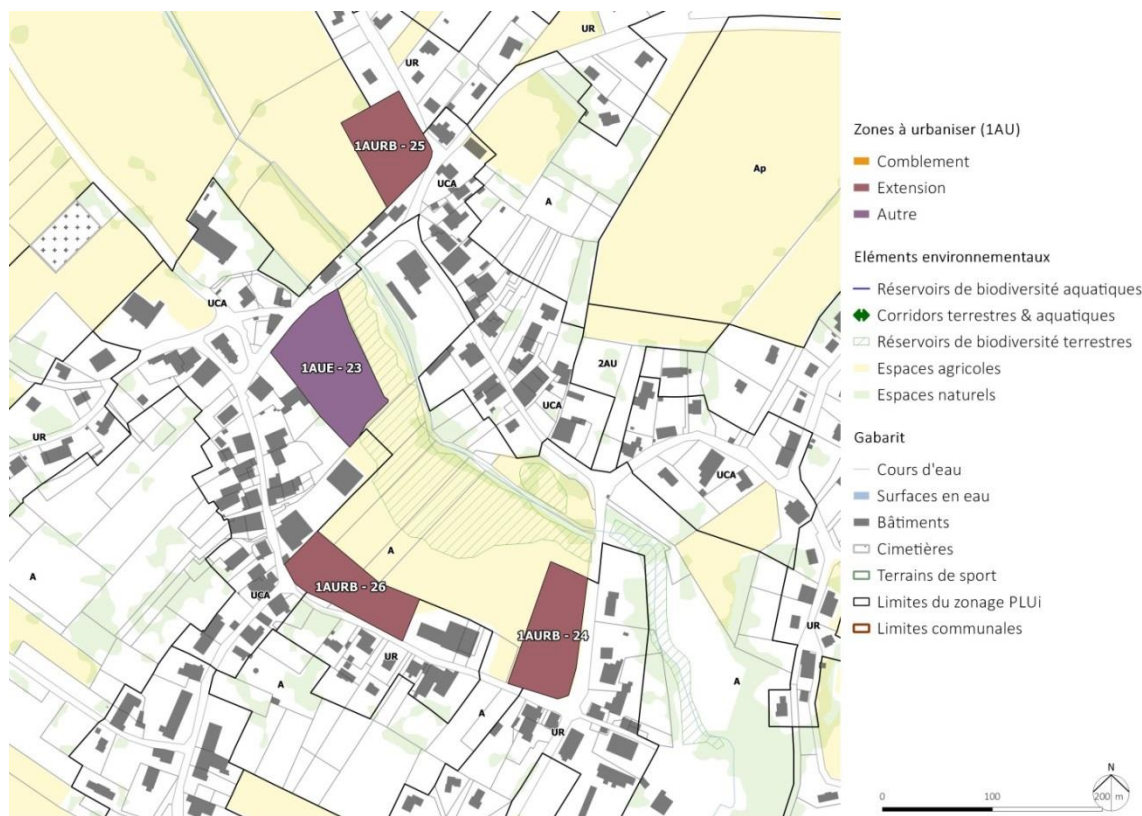 UR
UR
1AURB - 25
UCA
Ap
A
UCA
1AUE - 23
2AU
UCA
UR
UCA
A
A
1AURB - 26
UCA
1AURB - 24
UR
UR
A
A
A
UR
Zones à urbaniser (1AU)
Comblement
Extension
Autre
Eléments environnementaux
Réservoirs de biodiversité aquatiques
Corridors terrestres & aquatiques
Réservoirs de biodiversité terrestres
Espaces agricoles
Espaces naturels
Gabarit
Cours d'eau
Surfaces en eau
Bâtiments
Cimetières
Terrains de sport
Limites du zonage PLUi
Limites communales
N
0 100 200 m